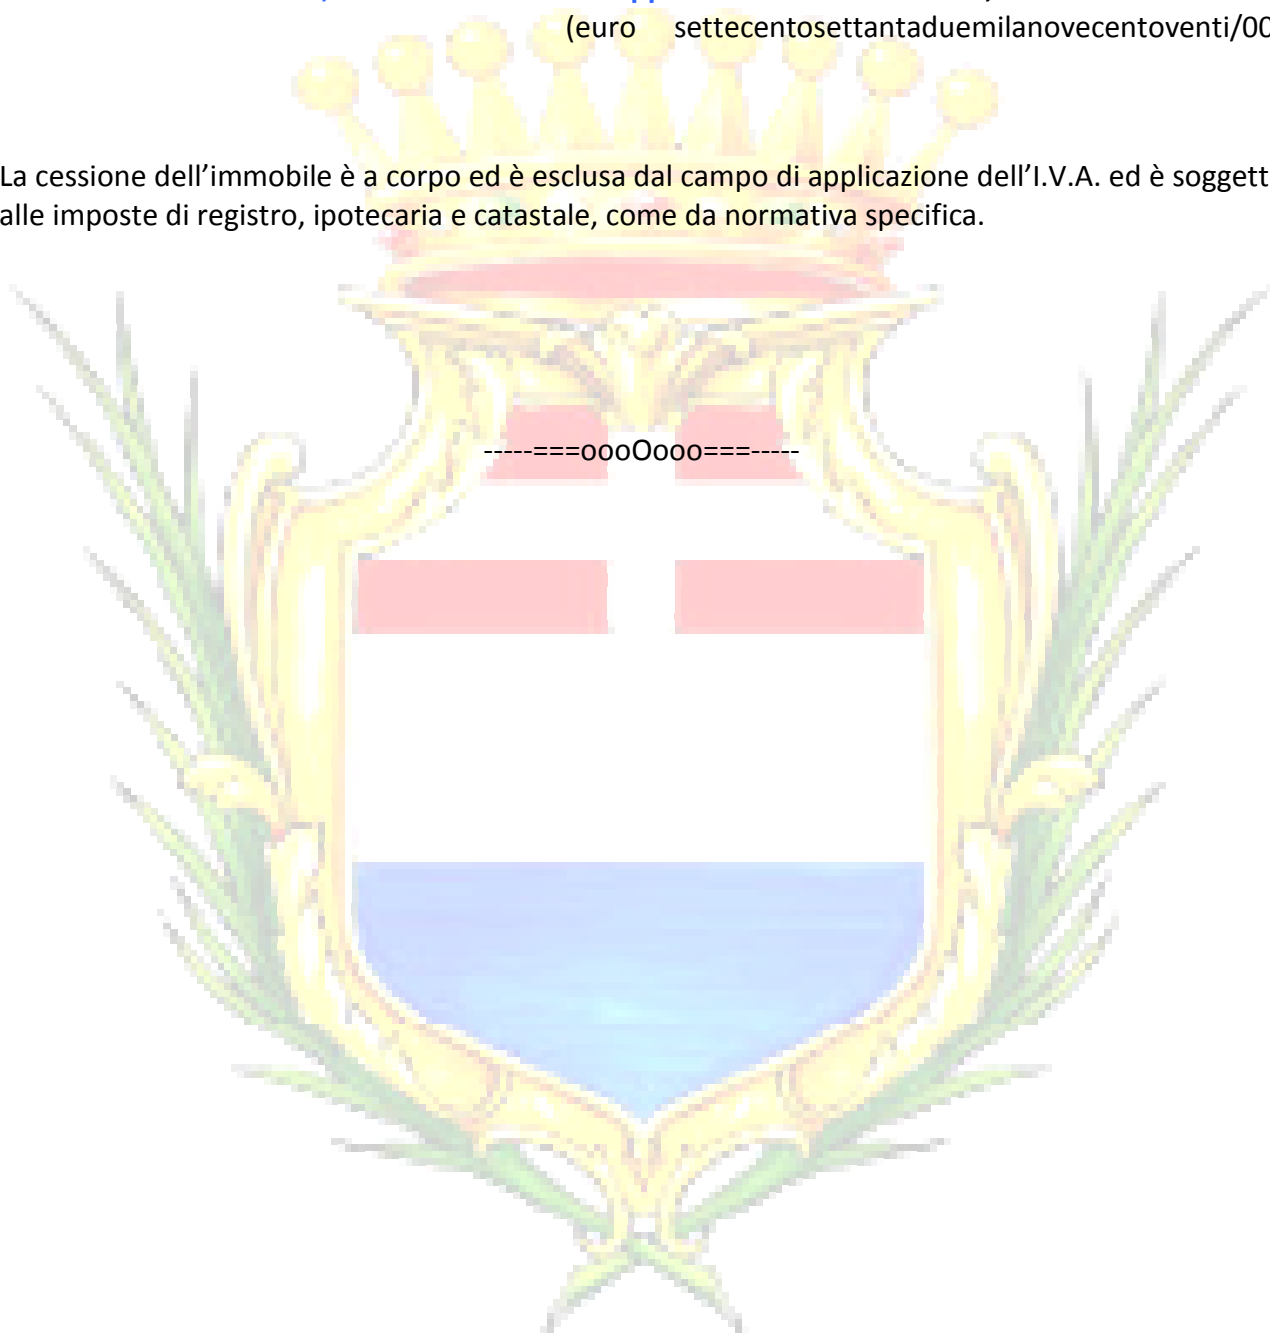 (euro settecentosettantaduemilanovecentoventi/00
La cessione dell’immobile è a corpo ed è esclusa dal campo di applicazione dell’I.V.A. ed è soggett
alle imposte di registro, ipotecaria e catastale, come da normativa specifica.
-----===oooOooo===-----